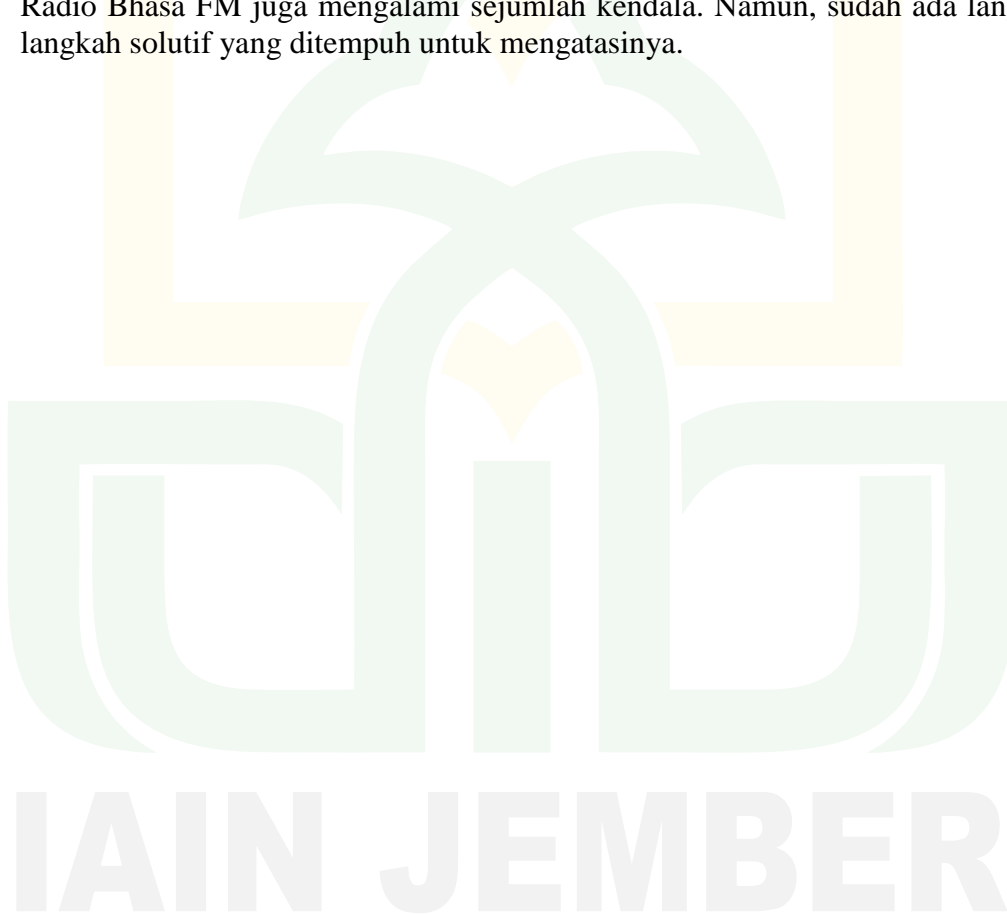 Radio Bhasa FM juga mengalami sejumlah kendala. Namun, sudah ada lan
langkah solutif yang ditempuh untuk mengatasinya.
IAIN JEMBER